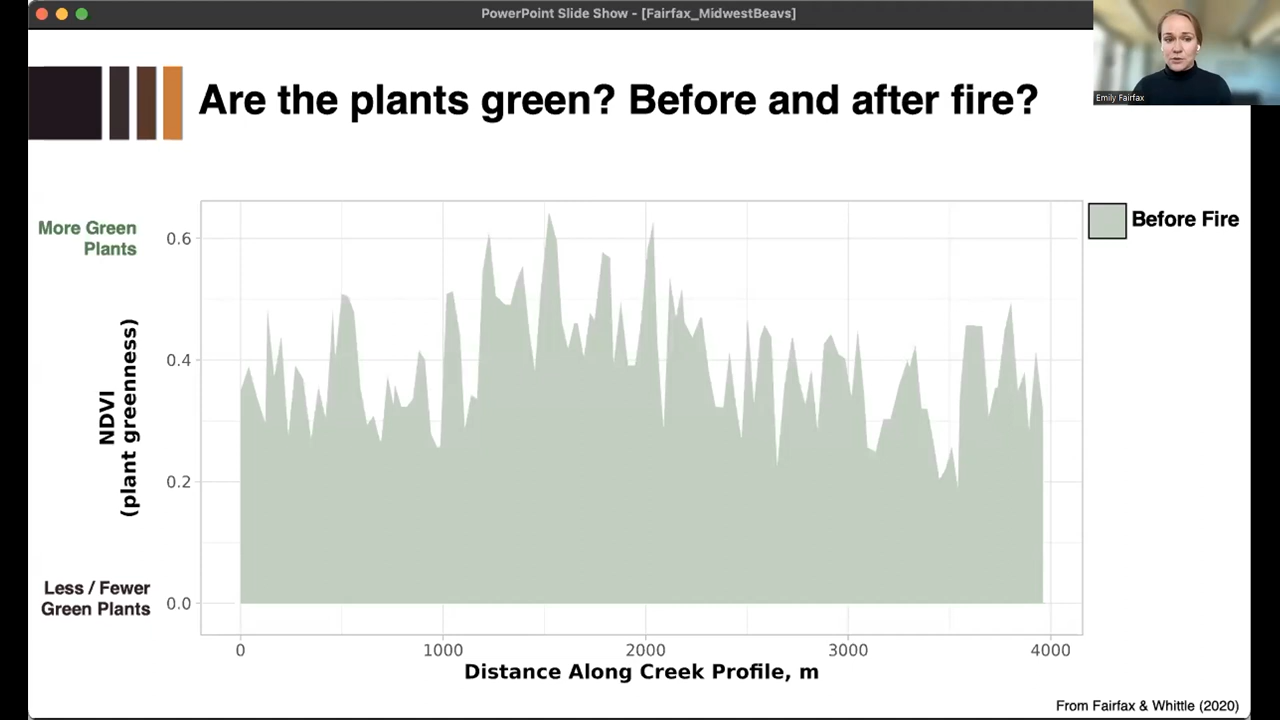 PowerPoint Slide Show - [Fairfax_MidwestBeavs]
Emily Fairfax
Are the plants green? Before and after fire?
More Green
Plants
NDVI
(plant greenness)
Less / Fewer
Green Plants
0.6
0.4
0.2
0.0
0
1000
2000
3000
4000
Distance Along Creek Profile, m
Before Fire
From Fairfax & Whittle (2020)